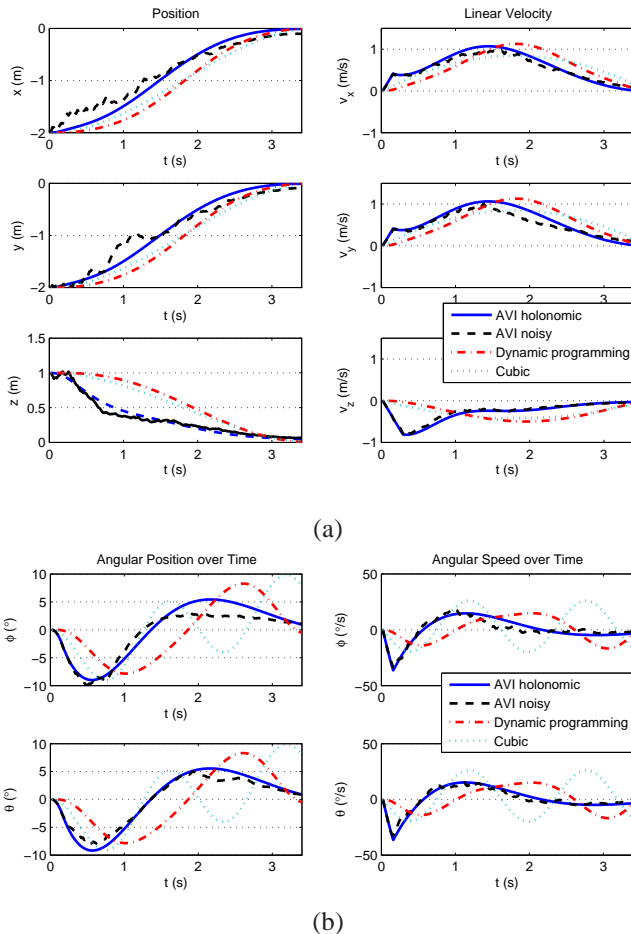 Position
0
−1
−2
x (m)
0 1 2 3
t (s)
Linear Velocity
1
0
−1
v_x (m/s)
0 1 2 3
t (s)
0
−1
−2
y (m)
0 1 2 3
t (s)
1
0
−1
v_y (m/s)
0 1 2 3
t (s)
AVI holonomic
AVI noisy
Dynamic programming
Cubic
1.5
1
0.5
0
z (m)
0 1 2 3
t (s)
1
0
−1
v_z (m/s)
0 1 2 3
t (s)
(a)
Angular Position over Time
10
5
0
−5
−10
ϕ (°)
0 1 2 3
t (s)
Angular Speed over Time
50
0
−50
ϕ (°/s)
0 1 2 3
t (s)
AVI holonomic
AVI noisy
Dynamic programming
Cubic
10
5
0
−5
−10
θ (°)
0 1 2 3
t (s)
50
0
−50
θ (°/s)
0 1 2 3
t (s)
(b)